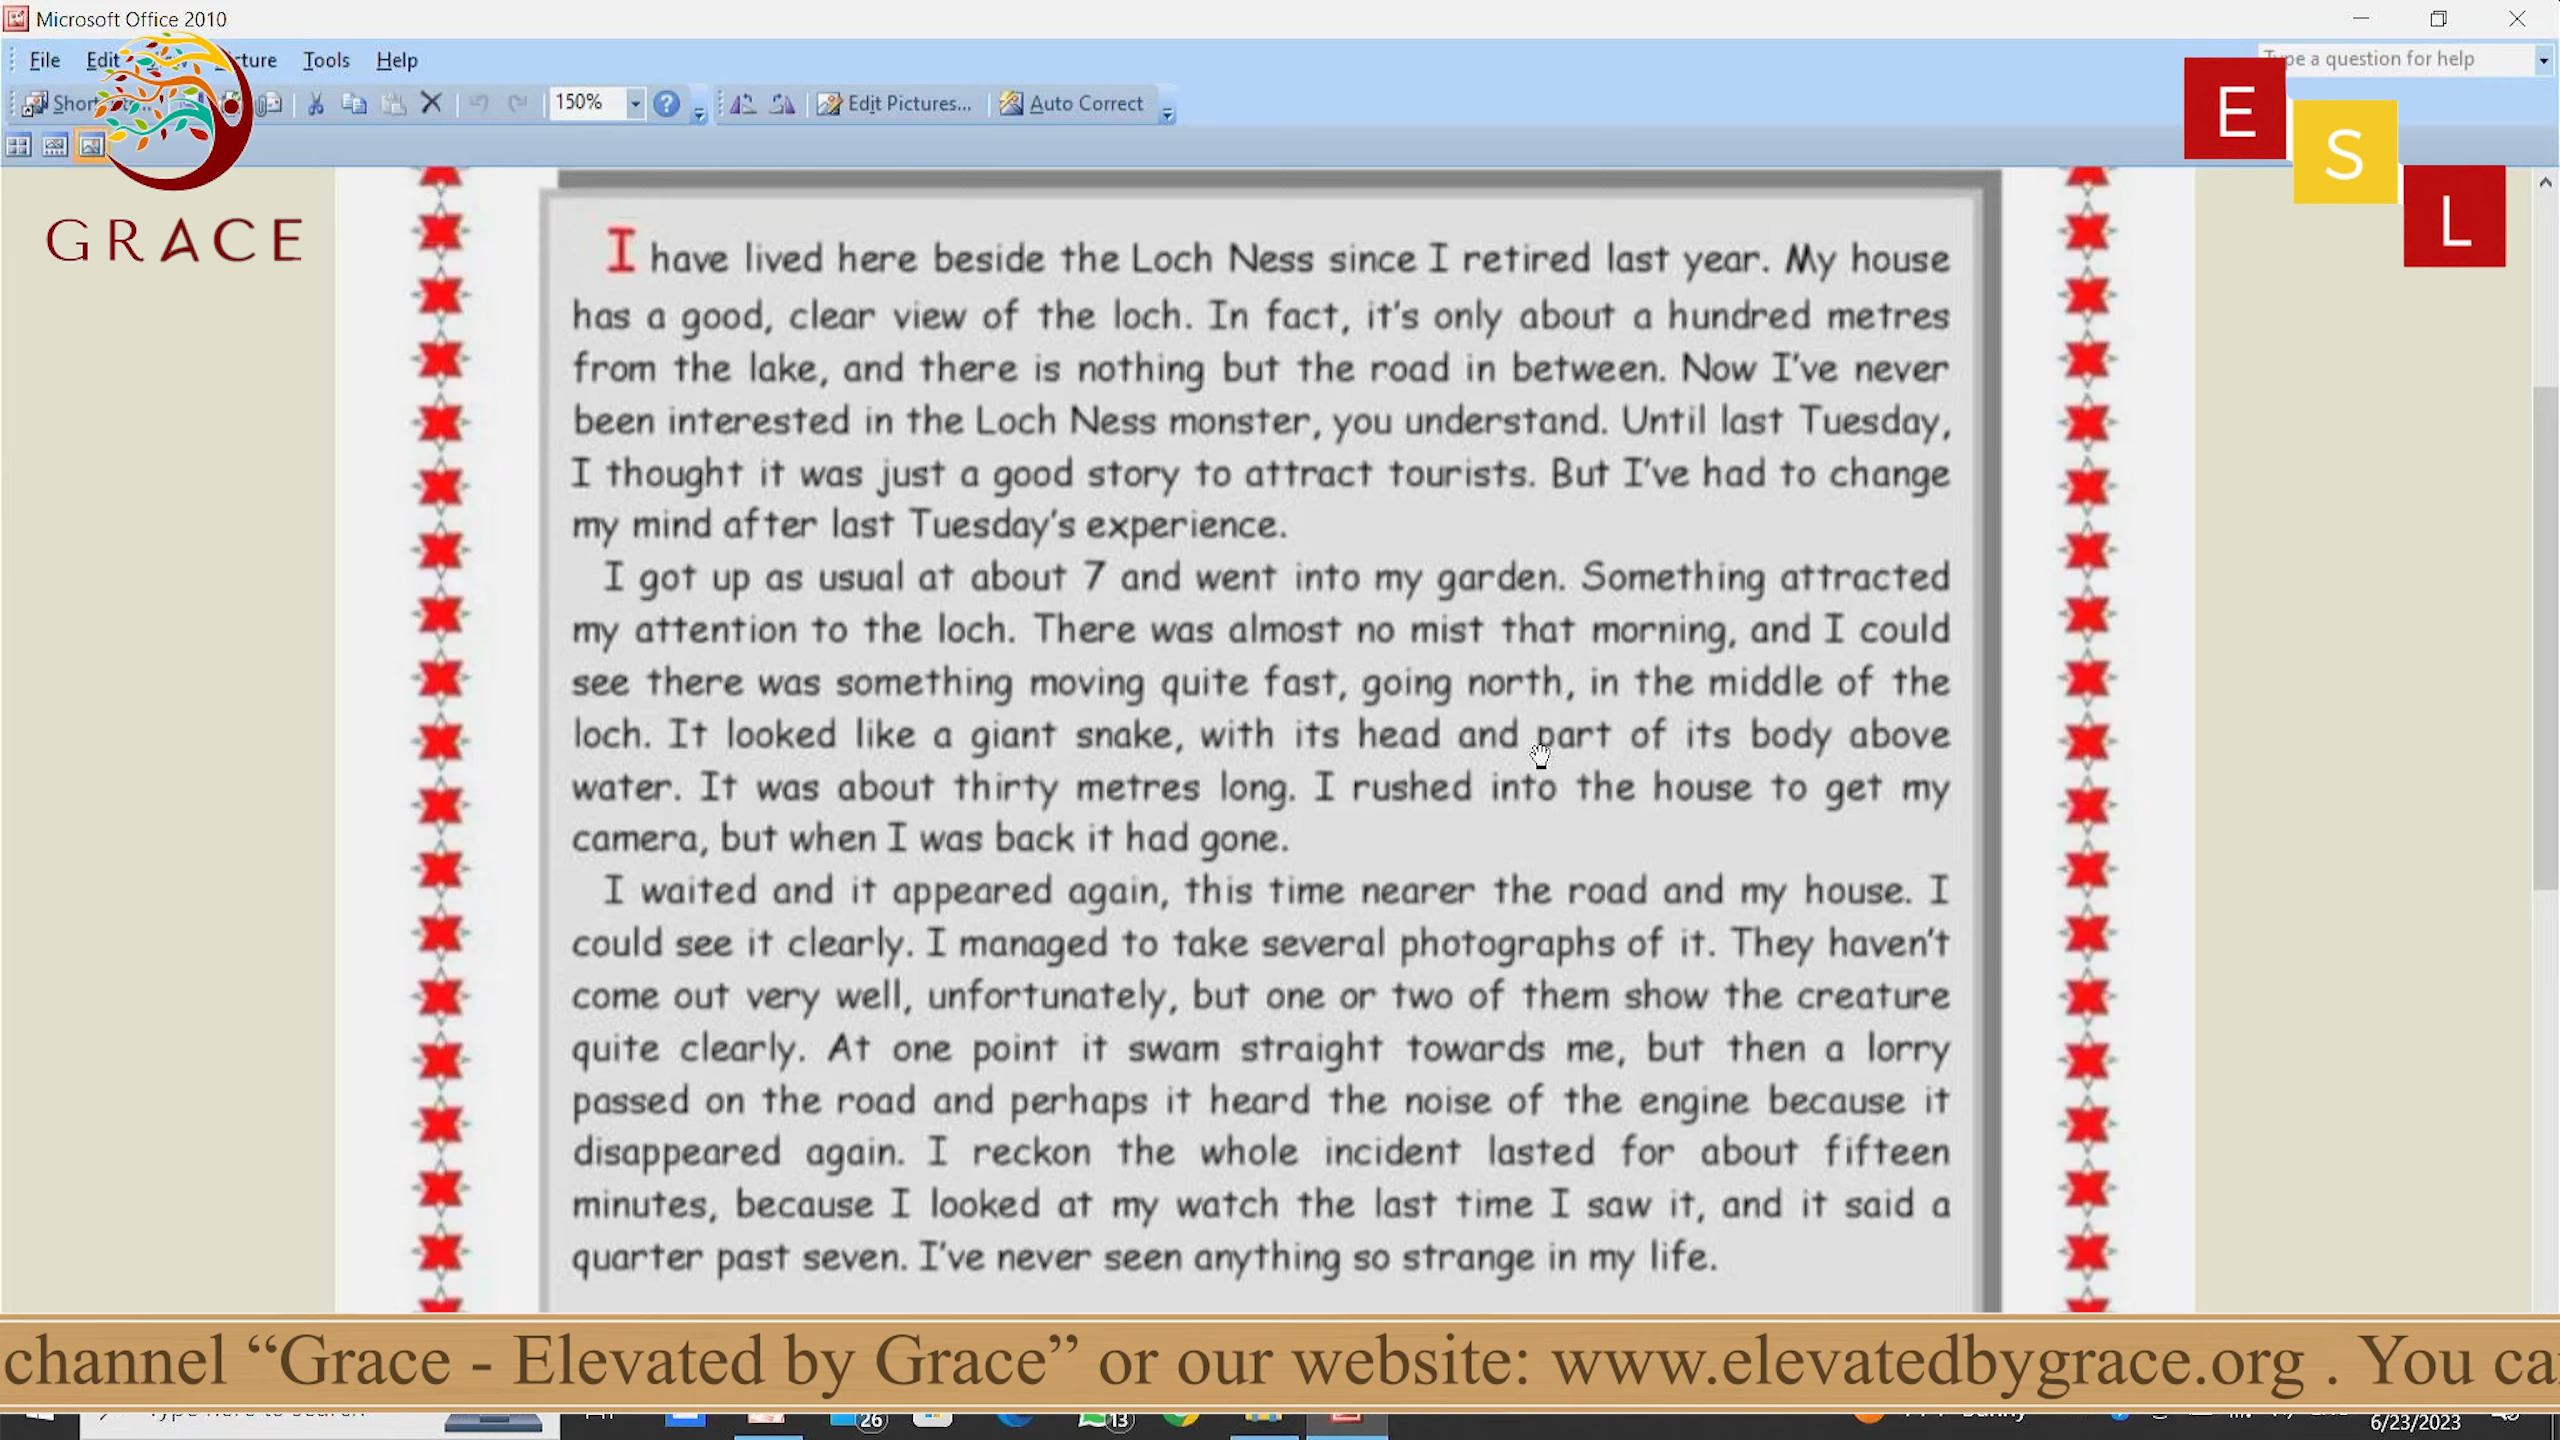 Microsoft Office 2010
File Edit Picture Tools Help
Type a question for help
150% Edit Pictures... Auto Correct
GRACE
E
S
L
I have lived here beside the Loch Ness since I retired last year. My house
has a good, clear view of the loch. In fact, it's only about a hundred metres
from the lake, and there is nothing but the road in between. Now I've never
been interested in the Loch Ness monster, you understand. Until last Tuesday,
I thought it was just a good story to attract tourists. But I've had to change
my mind after last Tuesday's experience.
I got up as usual at about 7 and went into my garden. Something attracted
my attention to the loch. There was almost no mist that morning, and I could
see there was something moving quite fast, going north, in the middle of the
loch. It looked like a giant snake, with its head and part of its body above
water. It was about thirty metres long. I rushed into the house to get my
camera, but when I was back it had gone.
I waited and it appeared again, this time nearer the road and my house. I
could see it clearly. I managed to take several photographs of it. They haven't
come out very well, unfortunately, but one or two of them show the creature
quite clearly. At one point it swam straight towards me, but then a lorry
passed on the road and perhaps it heard the noise of the engine because it
disappeared again. I reckon the whole incident lasted for about fifteen
minutes, because I looked at my watch the last time I saw it, and it said a
quarter past seven. I've never seen anything so strange in my life.
channel “Grace - Elevated by Grace” or our website: www.elevatedbygrace.org . You ca
26 13
6/23/2023